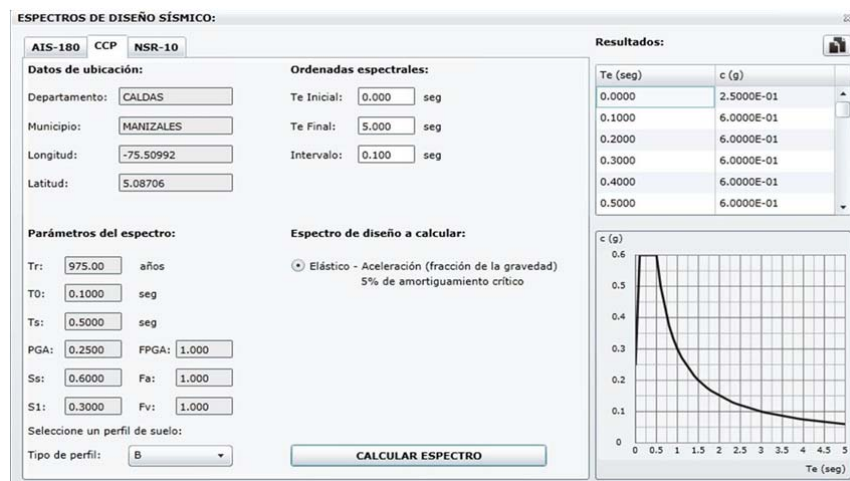 ESPECTROS DE DISEÑO SÍSMICO:
AIS-180 CCP NSR-10
Datos de ubicación:
Departamento: CALDAS
Municipio: MANIZALES
Longitud: -75.50992
Latitud: 5.08706
Ordenadas espectrales:
Te Inicial: 0.000 seg
Te Final: 5.000 seg
Intervalo: 0.100 seg
Parámetros del espectro:
Tr: 975.00 años
T0: 0.1000 seg
Ts: 0.5000 seg
PGA: 0.2500 FPGA: 1.000
Ss: 0.6000 Fa: 1.000
S1: 0.3000 Fv: 1.000
Seleccione un perfil de suelo:
Tipo de perfil: B
Espectro de diseño a calcular:
Elástico - Aceleración (fracción de la gravedad)
5% de amortiguamiento crítico
CALCULAR ESPECTRO
Resultados:
Te (seg) c (g)
0.0000 2.5000E-01
0.1000 6.0000E-01
0.2000 6.0000E-01
0.3000 6.0000E-01
0.4000 6.0000E-01
0.5000 6.0000E-01
c (g)
0.6
0.5
0.4
0.3
0.2
0.1
0
0 0.5 1 1.5 2 2.5 3 3.5 4 4.5 5
Te (seg)